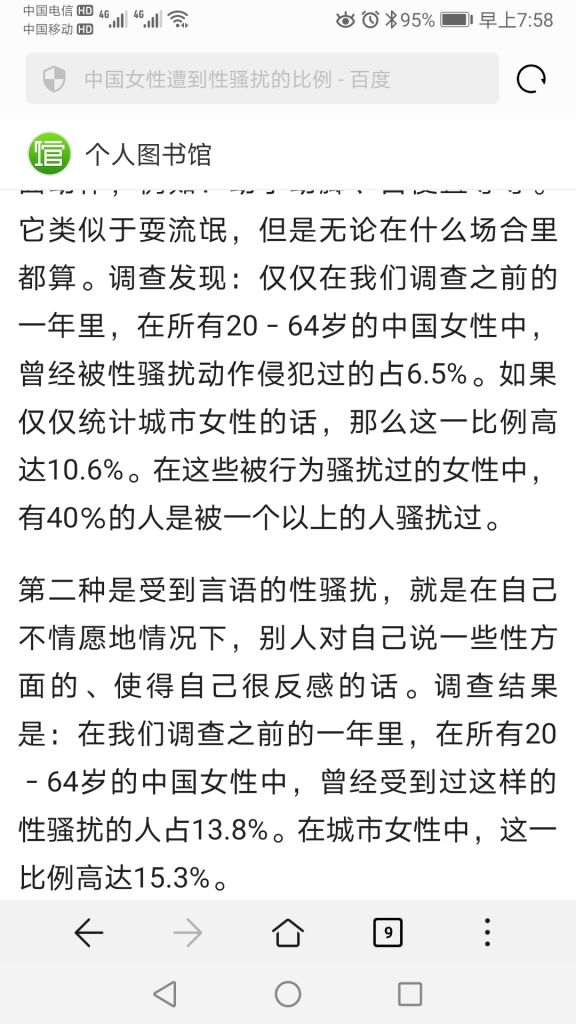 中国电信 HD
中国移动 HD
4G 4G 95% 早上7:58
中国女性遭到性骚扰的比例 - 百度
馆 个人图书馆
它类似于耍流氓，但是无论在什么场合里
都算。调查发现：仅仅在我们调查之前的
一年里，在所有20－64岁的中国女性中，
曾经被性骚扰动作侵犯过的占6.5%。如果
仅仅统计城市女性的话，那么这一比例高
达10.6%。在这些被行为骚扰过的女性中，
有40%的人是被一个以上的人骚扰过。
第二种是受到言语的性骚扰，就是在自己
不情愿地情况下，别人对自己说一些性方
面的、使得自己很反感的话。调查结果
是：在我们调查之前的一年里，在所有20
－64岁的中国女性中，曾经受到过这样的
性骚扰的人占13.8%。在城市女性中，这一
比例高达15.3%。
9